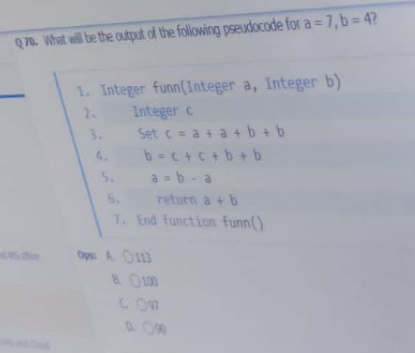 Q 70. What will be the output of the following pseudocode for a = 7, b = 4?
1. Integer funn(Integer a, Integer b)
2. Integer c
3. Set c = a + a + b + b
4. b = c + c + b + b
5. a = b - a
6. return a + b
7. End function funn()
Ops: A. 113
B. 100
C. 97
D. 90